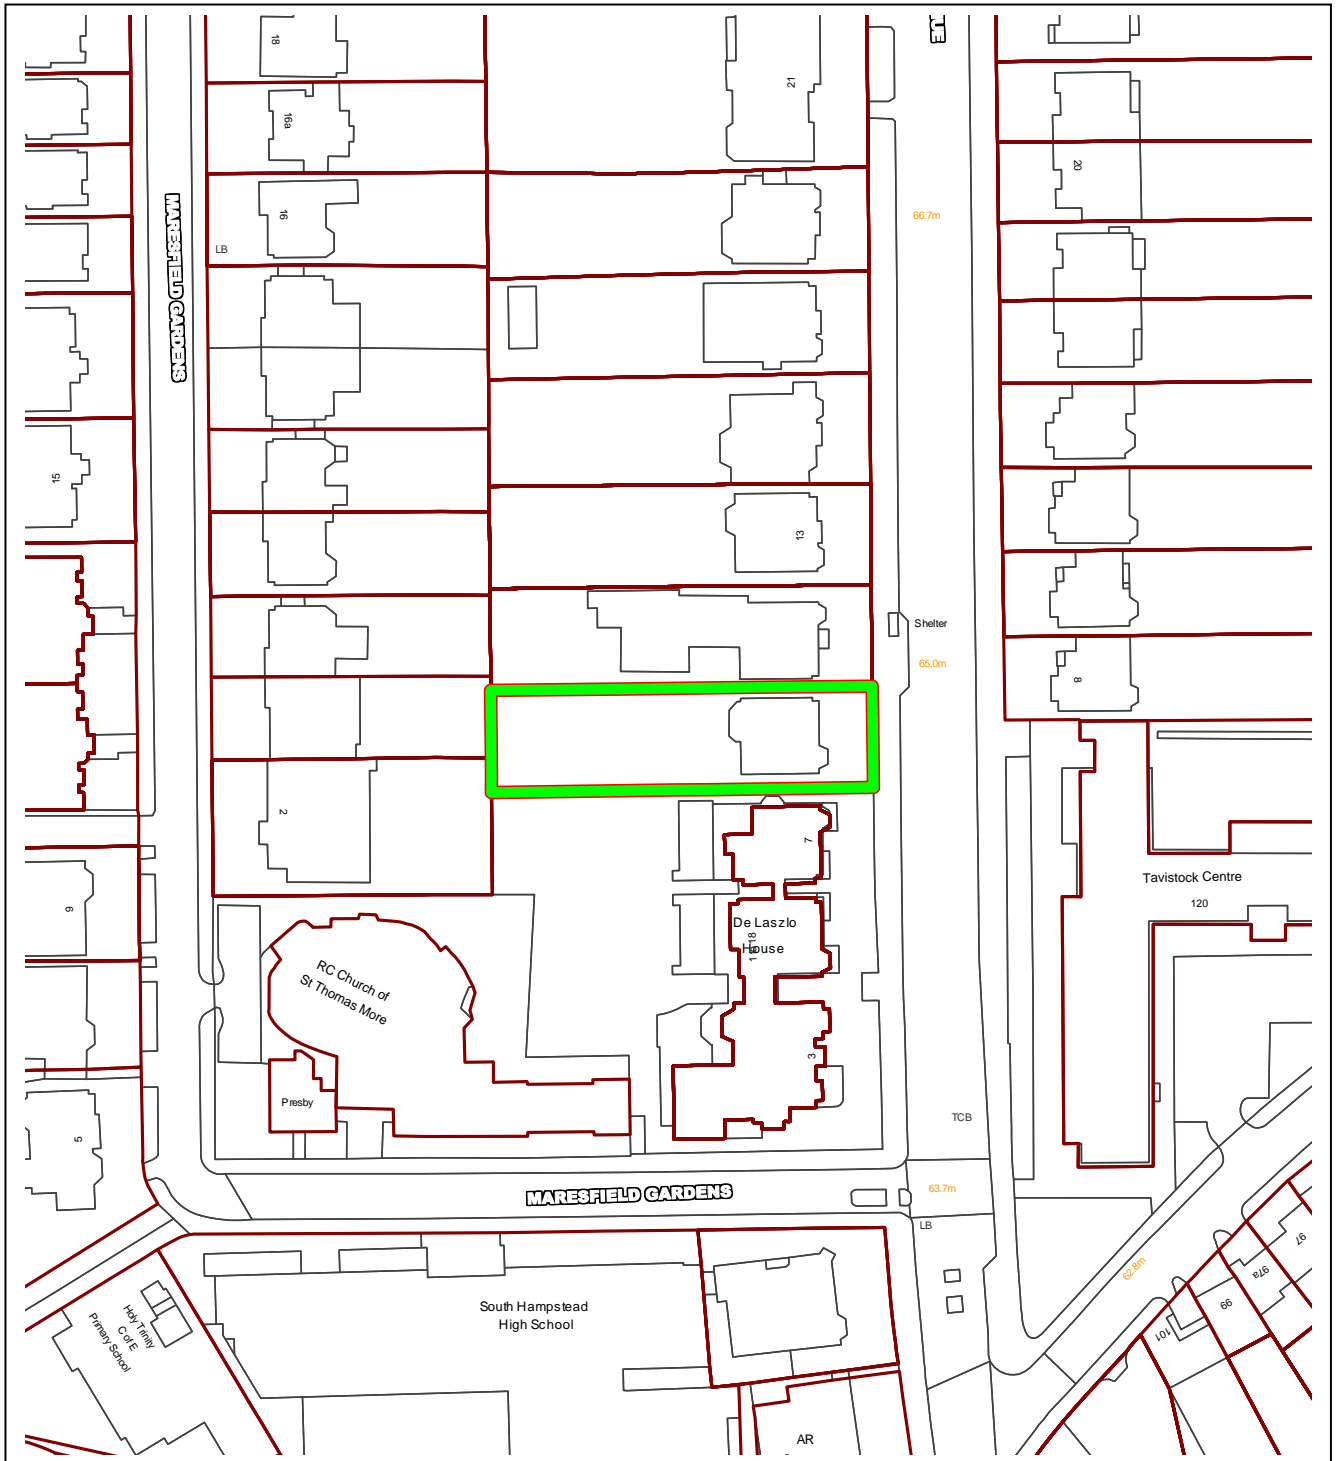 18
UE
21
16a
20
MARESFIELD GARDENS
16
66.7m
LB
15
13
Shelter
65.0m
8
2
7
Tavistock Centre
120
9
De Laszlo
House
RC Church of
St Thomas More
3
Presby
TCB
5
MARESFIELD GARDENS
63.7m
LB
62.8m
97
97a
99
101
South Hampstead
High School
Holy Trinity
C of E
Primary School
AR